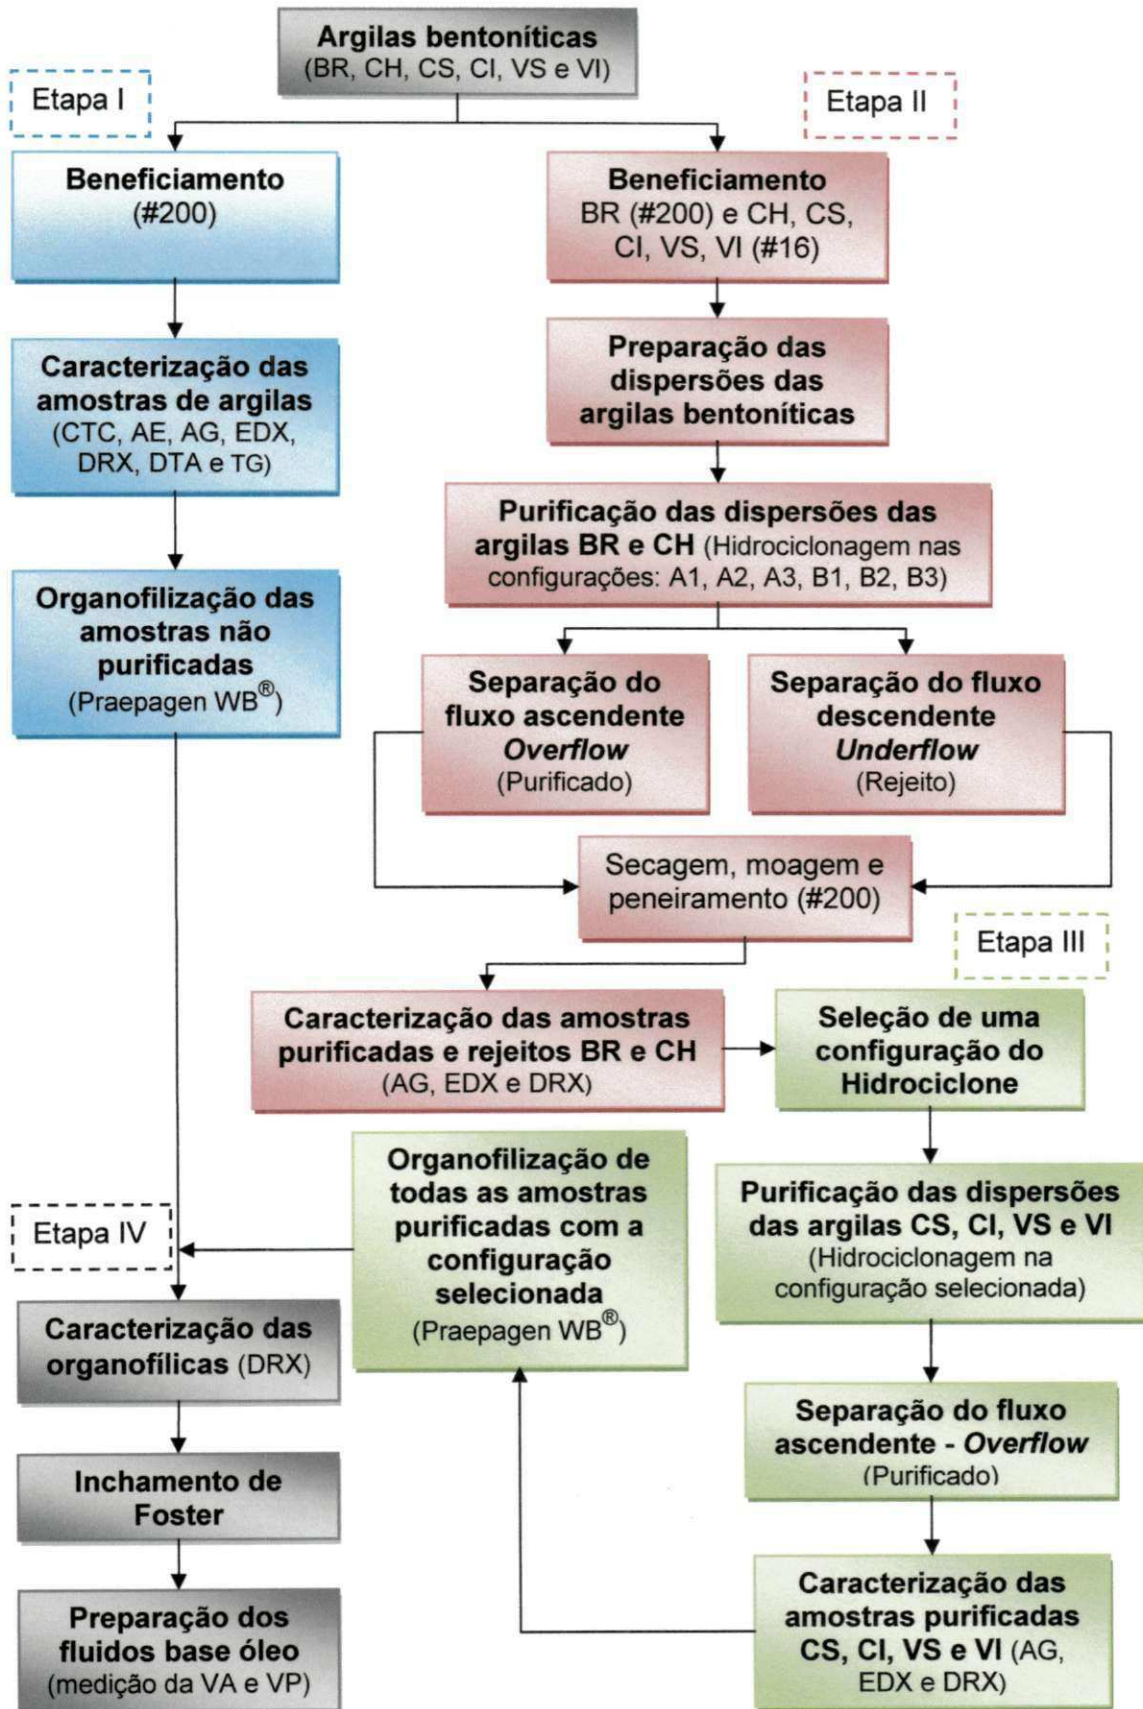 Argilas bentoníticas
(BR, CH, CS, CI, VS e VI)
Etapa I
Etapa II
Beneficiamento
(#200)
Beneficiamento
BR (#200) e CH, CS,
CI, VS, VI (#16)
Preparação das
dispersões das
argilas bentoníticas
Caracterização das
amostras de argilas
(CTC, AE, AG, EDX,
DRX, DTA e TG)
Purificação das dispersões das
argilas BR e CH (Hidrociclonagem nas
configurações: A1, A2, A3, B1, B2, B3)
Organofilização das
amostras não
purificadas
(Praepagen WB®)
Separação do
fluxo ascendente
Overflow
(Purificado)
Separação do fluxo
descendente
Underflow
(Rejeito)
Secagem, moagem e
peneiramento (#200)
Etapa III
Caracterização das amostras
purificadas e rejeitos BR e CH
(AG, EDX e DRX)
Seleção de uma
configuração do
Hidrociclone
Organofilização de
todas as amostras
purificadas com a
configuração
selecionada
(Praepagen WB®)
Purificação das dispersões
das argilas CS, CI, VS e VI
(Hidrociclonagem na
configuração selecionada)
Etapa IV
Caracterização das
organofílicas (DRX)
Separação do fluxo
ascendente - Overflow
(Purificado)
Inchamento de
Foster
Caracterização das
amostras purificadas
CS, CI, VS e VI (AG,
EDX e DRX)
Preparação dos
fluidos base óleo
(medição da VA e VP)